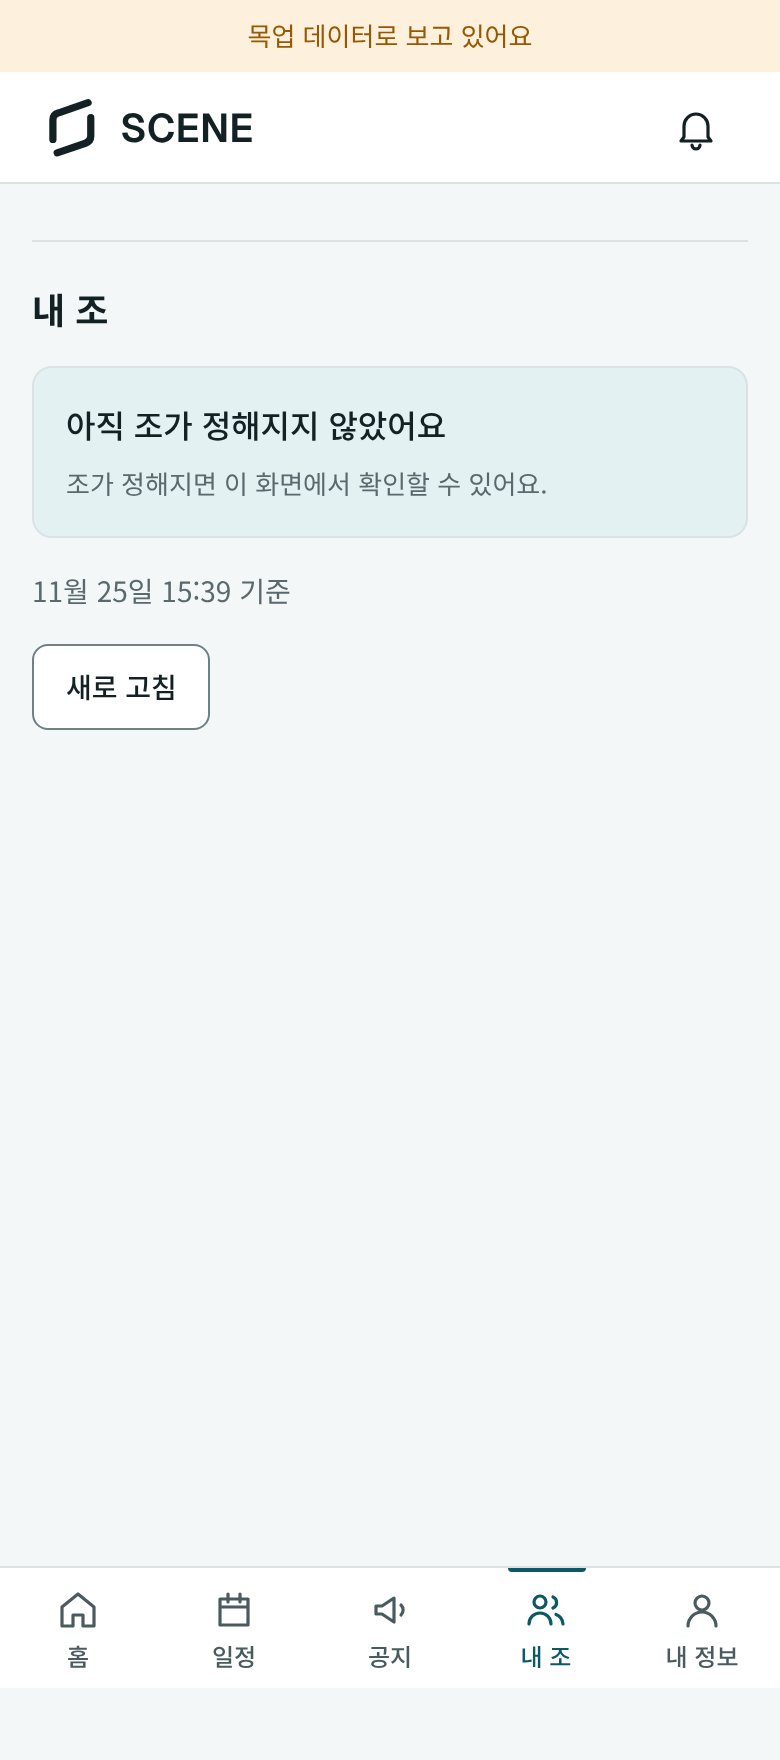 목업 데이터로 보고 있어요
SCENE
내 조
아직 조가 정해지지 않았어요
조가 정해지면 이 화면에서 확인할 수 있어요.
11월 25일 15:39 기준
새로 고침
홈
일정
공지
내 조
내 정보